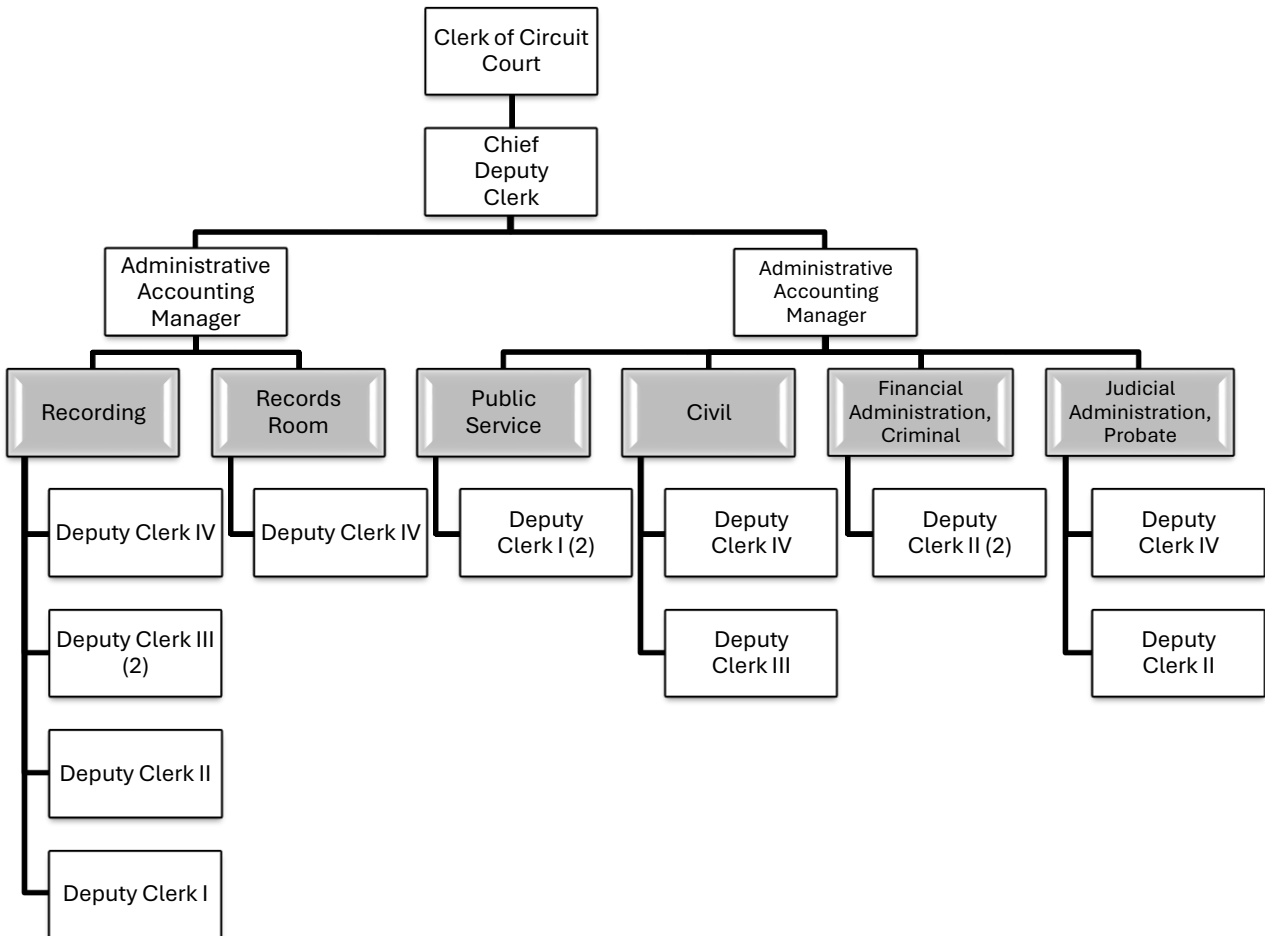 Clerk of Circuit
Court
Chief
Deputy
Clerk
Administrative
Accounting
Manager
Administrative
Accounting
Manager
Recording
Records
Room
Public
Service
Civil
Financial
Administration,
Criminal
Judicial
Administration,
Probate
Deputy Clerk IV
Deputy Clerk III
(2)
Deputy Clerk II
Deputy Clerk I
Deputy Clerk IV
Deputy
Clerk I (2)
Deputy
Clerk IV
Deputy
Clerk III
Deputy
Clerk II (2)
Deputy
Clerk IV
Deputy
Clerk II